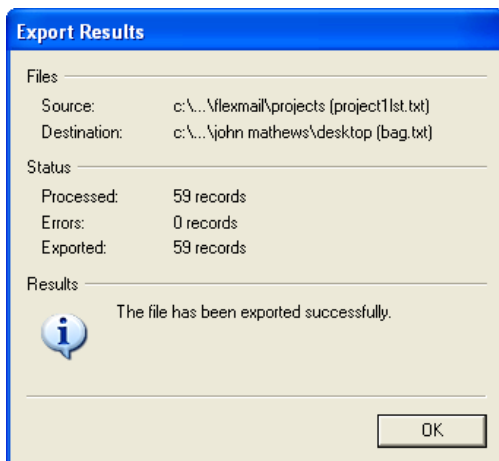 Export Results
Files
Source: c:\...\flexmail\projects (project1lst.txt)
Destination: c:\...\john mathews\desktop (bag.txt)
Status
Processed: 59 records
Errors: 0 records
Exported: 59 records
Results
The file has been exported successfully.
OK